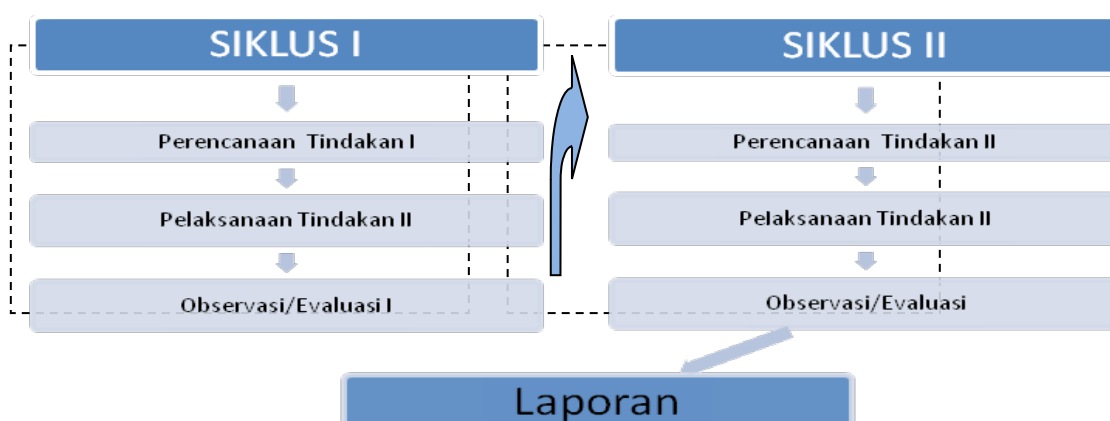 SIKLUS I
Perencanaan Tindakan I
Pelaksanaan Tindakan II
Observasi/Evaluasi I
SIKLUS II
Perencanaan Tindakan II
Pelaksanaan Tindakan II
Observasi/Evaluasi
Laporan